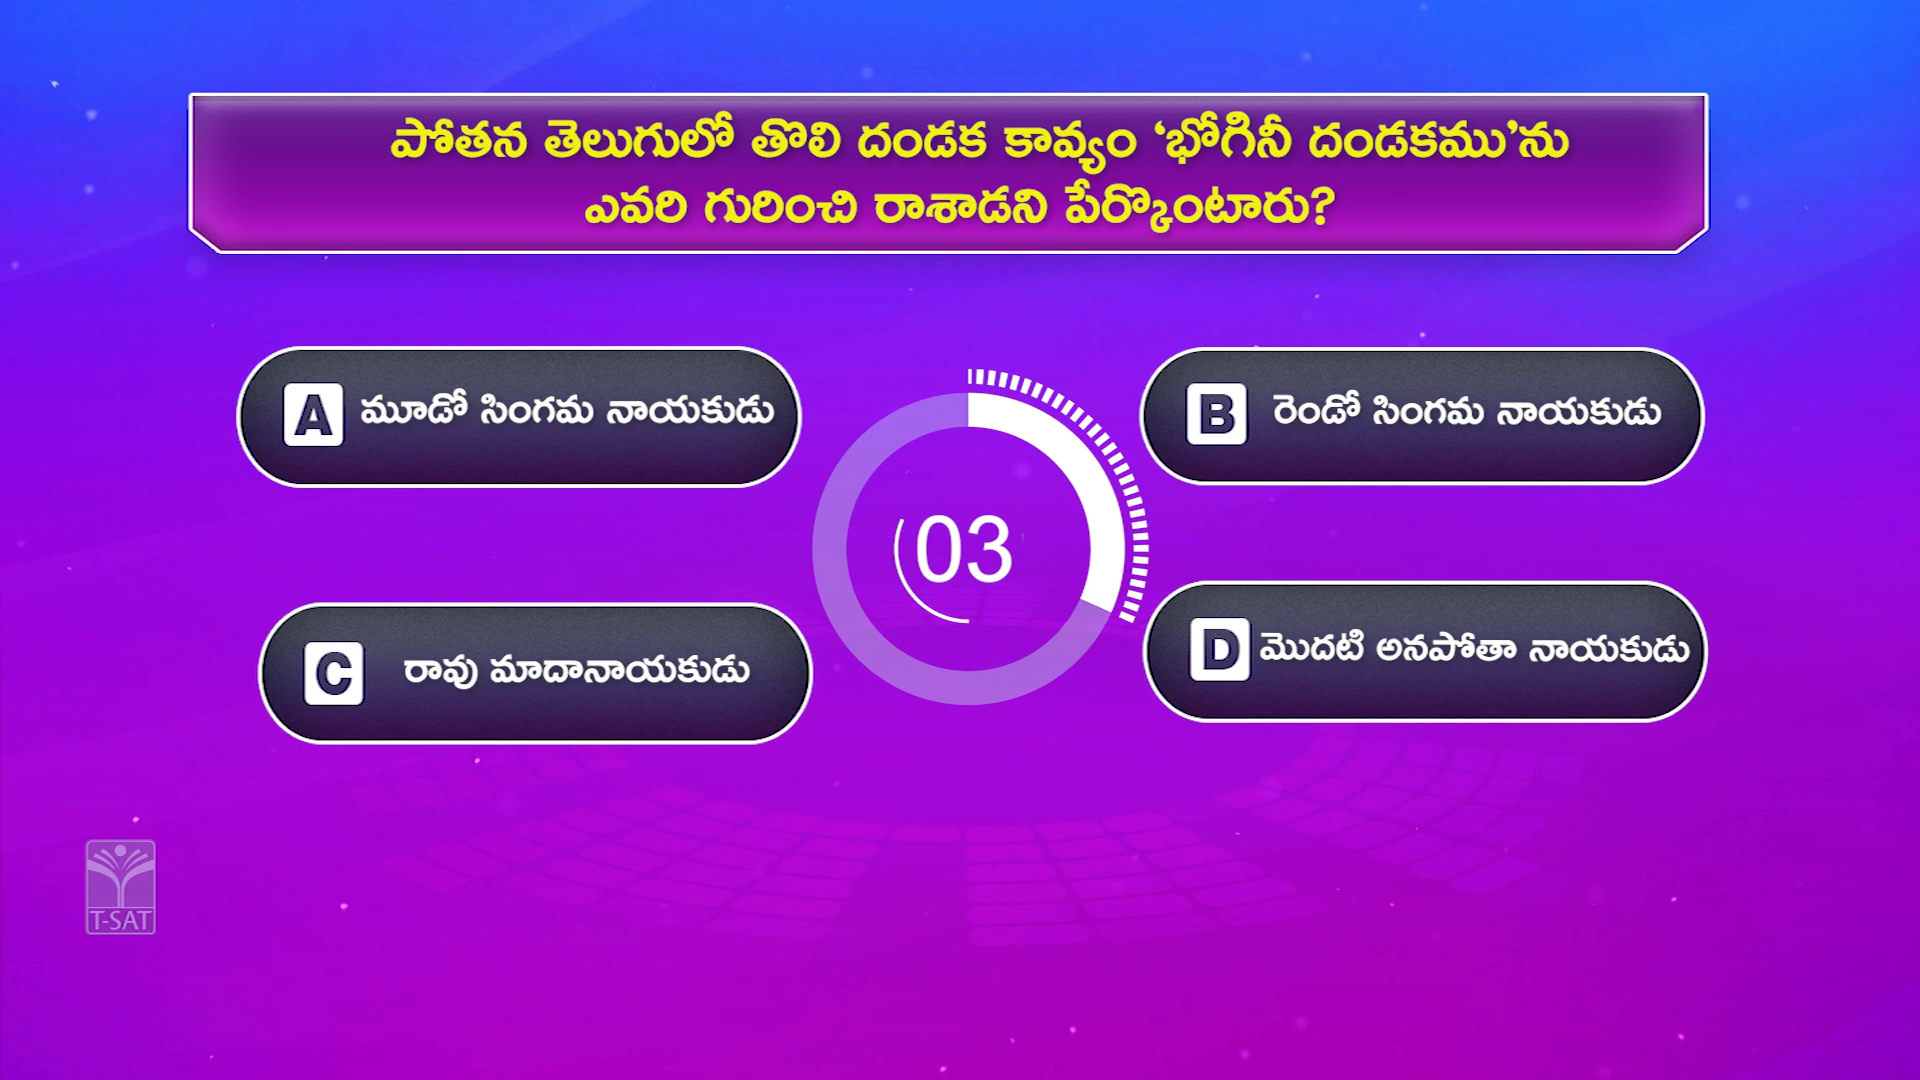 పోతన తెలుగులో తొలి దండక కావ్యం ‘భోగినీ దండకము’ను
ఎవరి గురించి రాశాడని పేర్కొంటారు?
A మూడో సింగమ నాయకుడు
B రెండో సింగమ నాయకుడు
03
C రావు మాదానాయకుడు
D మొదటి అనపోతా నాయకుడు
T-SAT